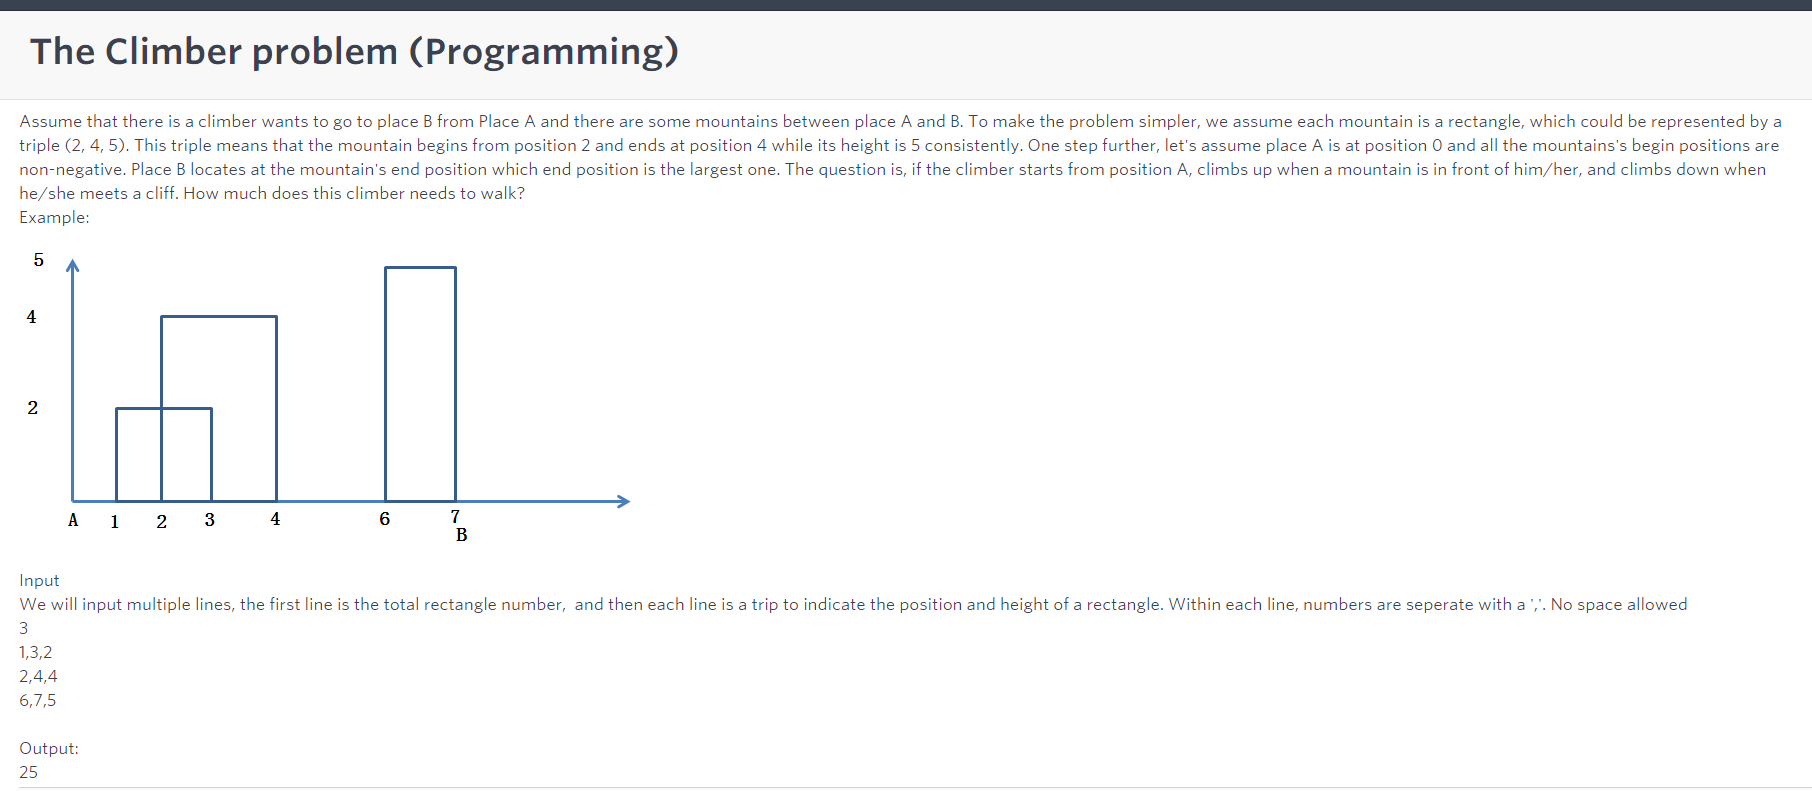 The Climber problem (Programming)
Assume that there is a climber wants to go to place B from Place A and there are some mountains between place A and B. To make the problem simpler, we assume each mountain is a rectangle, which could be represented by a
triple (2, 4, 5). This triple means that the mountain begins from position 2 and ends at position 4 while its height is 5 consistently. One step further, let's assume place A is at position 0 and all the mountains's begin positions are
non-negative. Place B locates at the mountain's end position which end position is the largest one. The question is, if the climber starts from position A, climbs up when a mountain is in front of him/her, and climbs down when
he/she meets a cliff. How much does this climber needs to walk?
Example:
5
4
2
A 1 2 3 4 6 7
B
Input
We will input multiple lines, the first line is the total rectangle number, and then each line is a trip to indicate the position and height of a rectangle. Within each line, numbers are seperate with a ','. No space allowed
3
1,3,2
2,4,4
6,7,5
Output:
25